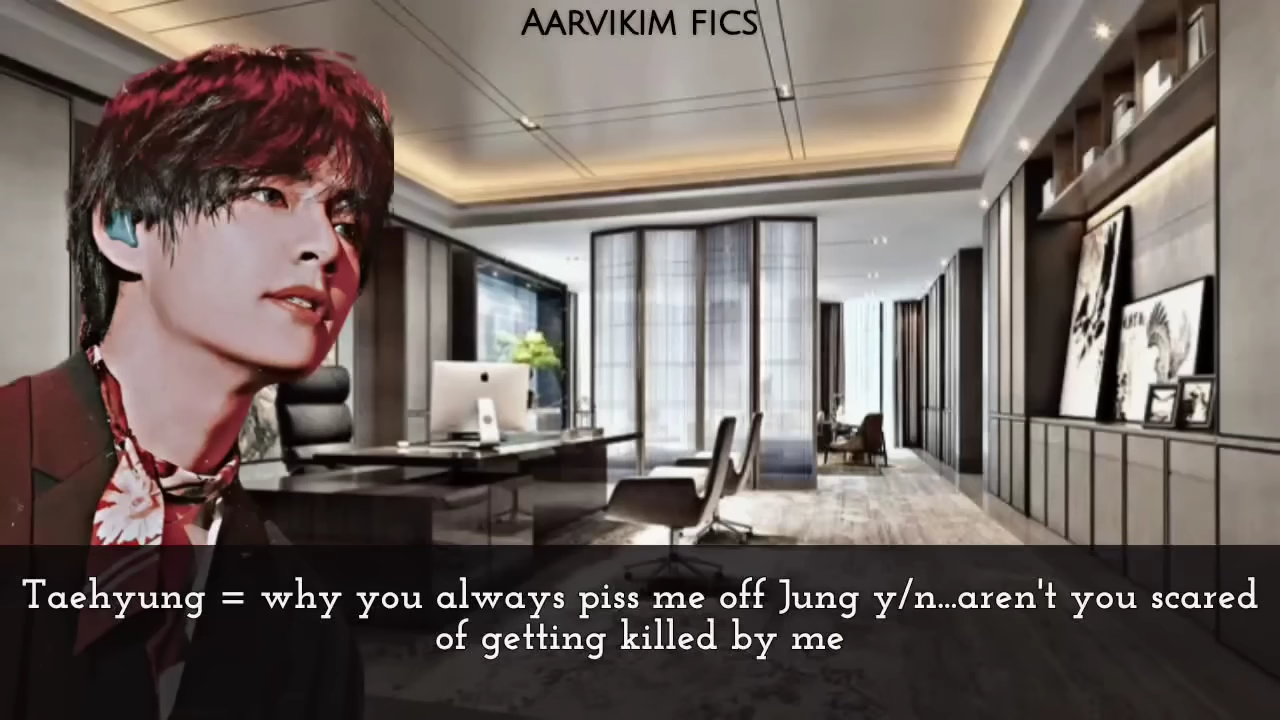 AARVIKIM FICS
Taehyung = why you always piss me off Jung y/n...aren't you scared
of getting killed by me